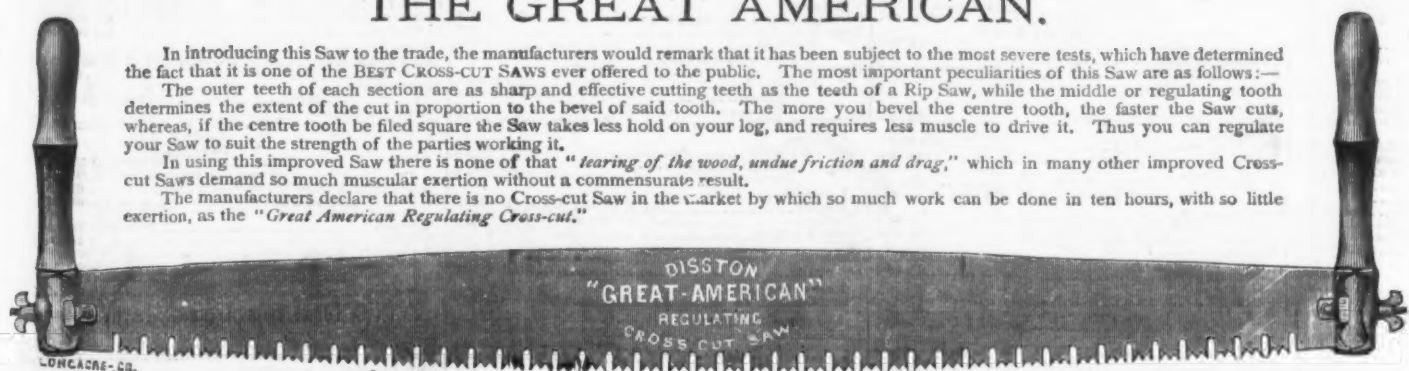 THE GREAT AMERICAN.
In introducing this Saw to the trade, the manufacturers would remark that it has been subject to the most severe tests, which have determined
the fact that it is one of the BEST CROSS-CUT SAWS ever offered to the public. The most important peculiarities of this Saw are as follows:—
The outer teeth of each section are as sharp and effective cutting teeth as the teeth of a Rip Saw, while the middle or regulating tooth
determines the extent of the cut in proportion to the bevel of said tooth. The more you bevel the centre tooth, the faster the Saw cuts,
whereas, if the centre tooth be filed square the Saw takes less hold on your log, and requires less muscle to drive it. Thus you can regulate
your Saw to suit the strength of the parties working it.
In using this improved Saw there is none of that "tearing of the wood, undue friction and drag," which in many other improved Cross-
cut Saws demand so much muscular exertion without a commensurate result.
The manufacturers declare that there is no Cross-cut Saw in the market by which so much work can be done in ten hours, with so little
exertion, as the "Great American Regulating Cross-cut."
DISSTON
"GREAT-AMERICAN"
REGULATING
CROSS CUT SAW
LONGACRE-CO.